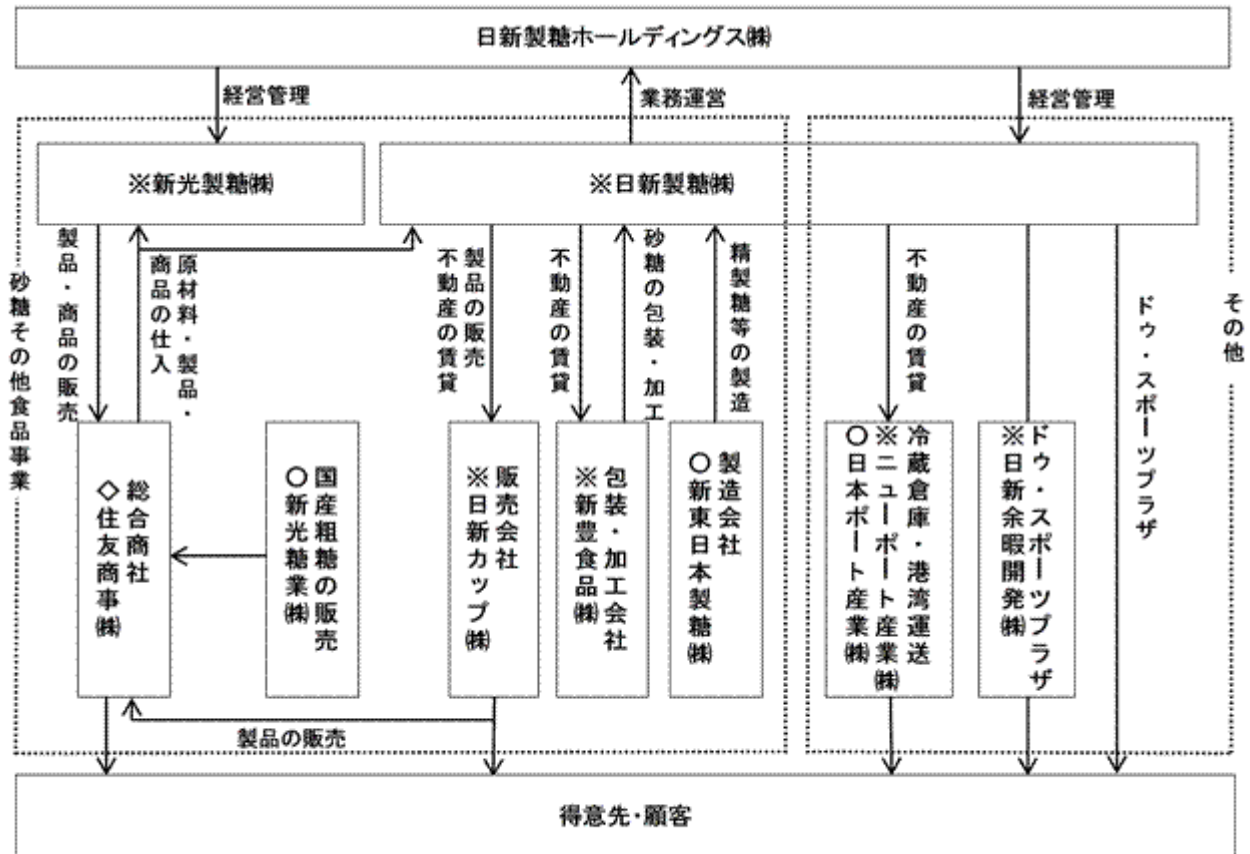 日新製糖ホールディングス㈱
経営管理
業務運営
経営管理
※新光製糖㈱
※日新製糖㈱
砂糖その他食品事業
製品・商品の販売
原材料・製品・
商品の仕入
製品の販売
不動産の賃貸
不動産の賃貸
砂糖の包装・加工
精製糖等の製造
不動産の賃貸
ドゥ・スポーツプラザ
その他
総合商社
◇住友商事㈱
国産粗糖の販売
〇新光糖業㈱
販売会社
※日新カップ㈱
包装・加工会社
※新豊食品㈱
製造会社
〇新東日本製糖㈱
冷蔵倉庫・港湾運送
※ニューポート産業㈱
〇日本ポート産業㈱
ドゥ・スポーツプラザ
※日新余暇開発㈱
製品の販売
得意先・顧客